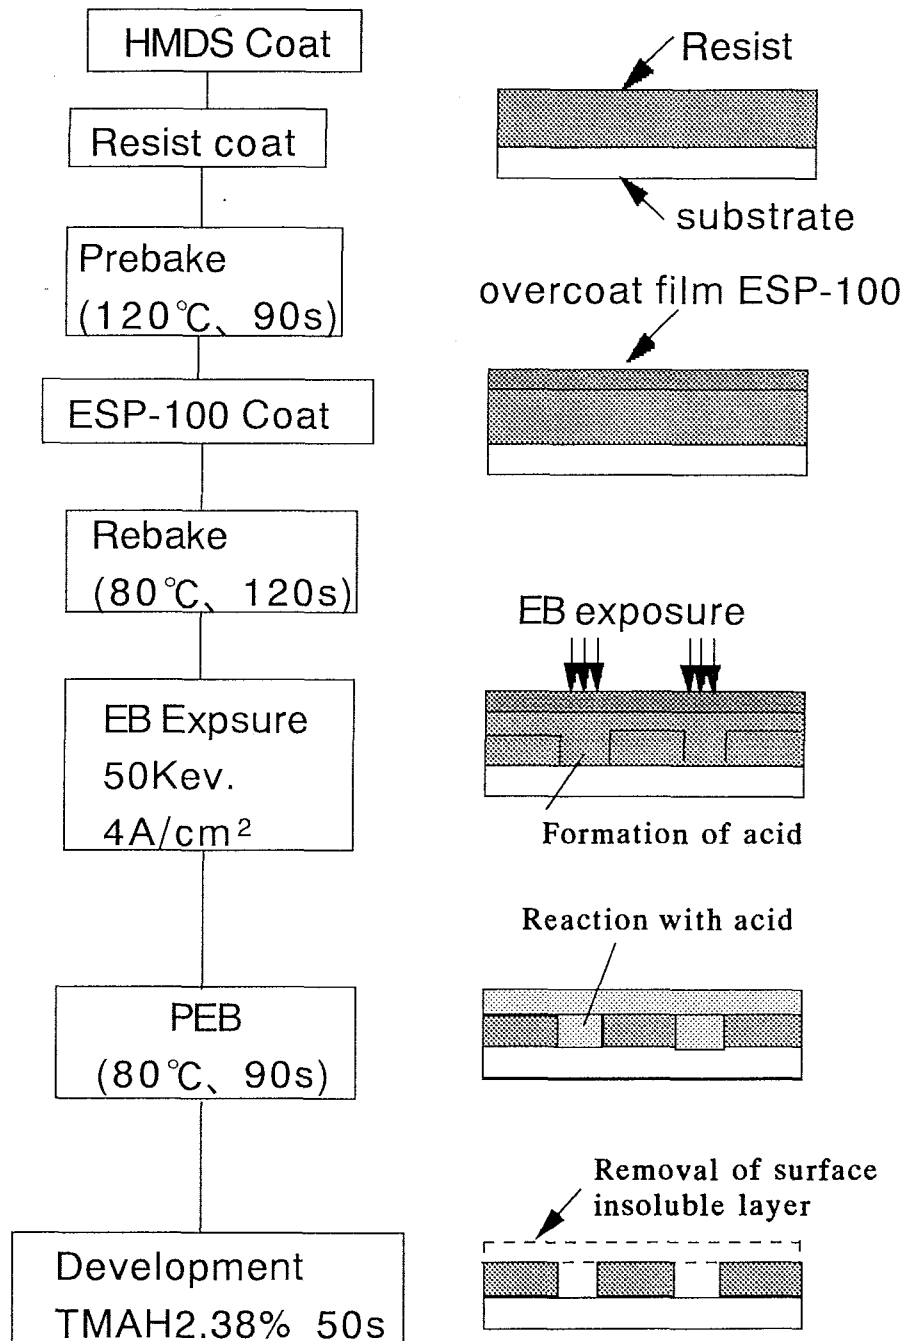 HMDS Coat
Resist coat
Prebake
(120℃、90s)
ESP-100 Coat
Rebake
(80℃、120s)
EB Expsure
50Kev.
4A/cm²
PEB
(80℃、90s)
Development
TMAH2.38% 50s
Resist
substrate
overcoat film ESP-100
EB exposure
Formation of acid
Reaction with acid
Removal of surface
insoluble layer